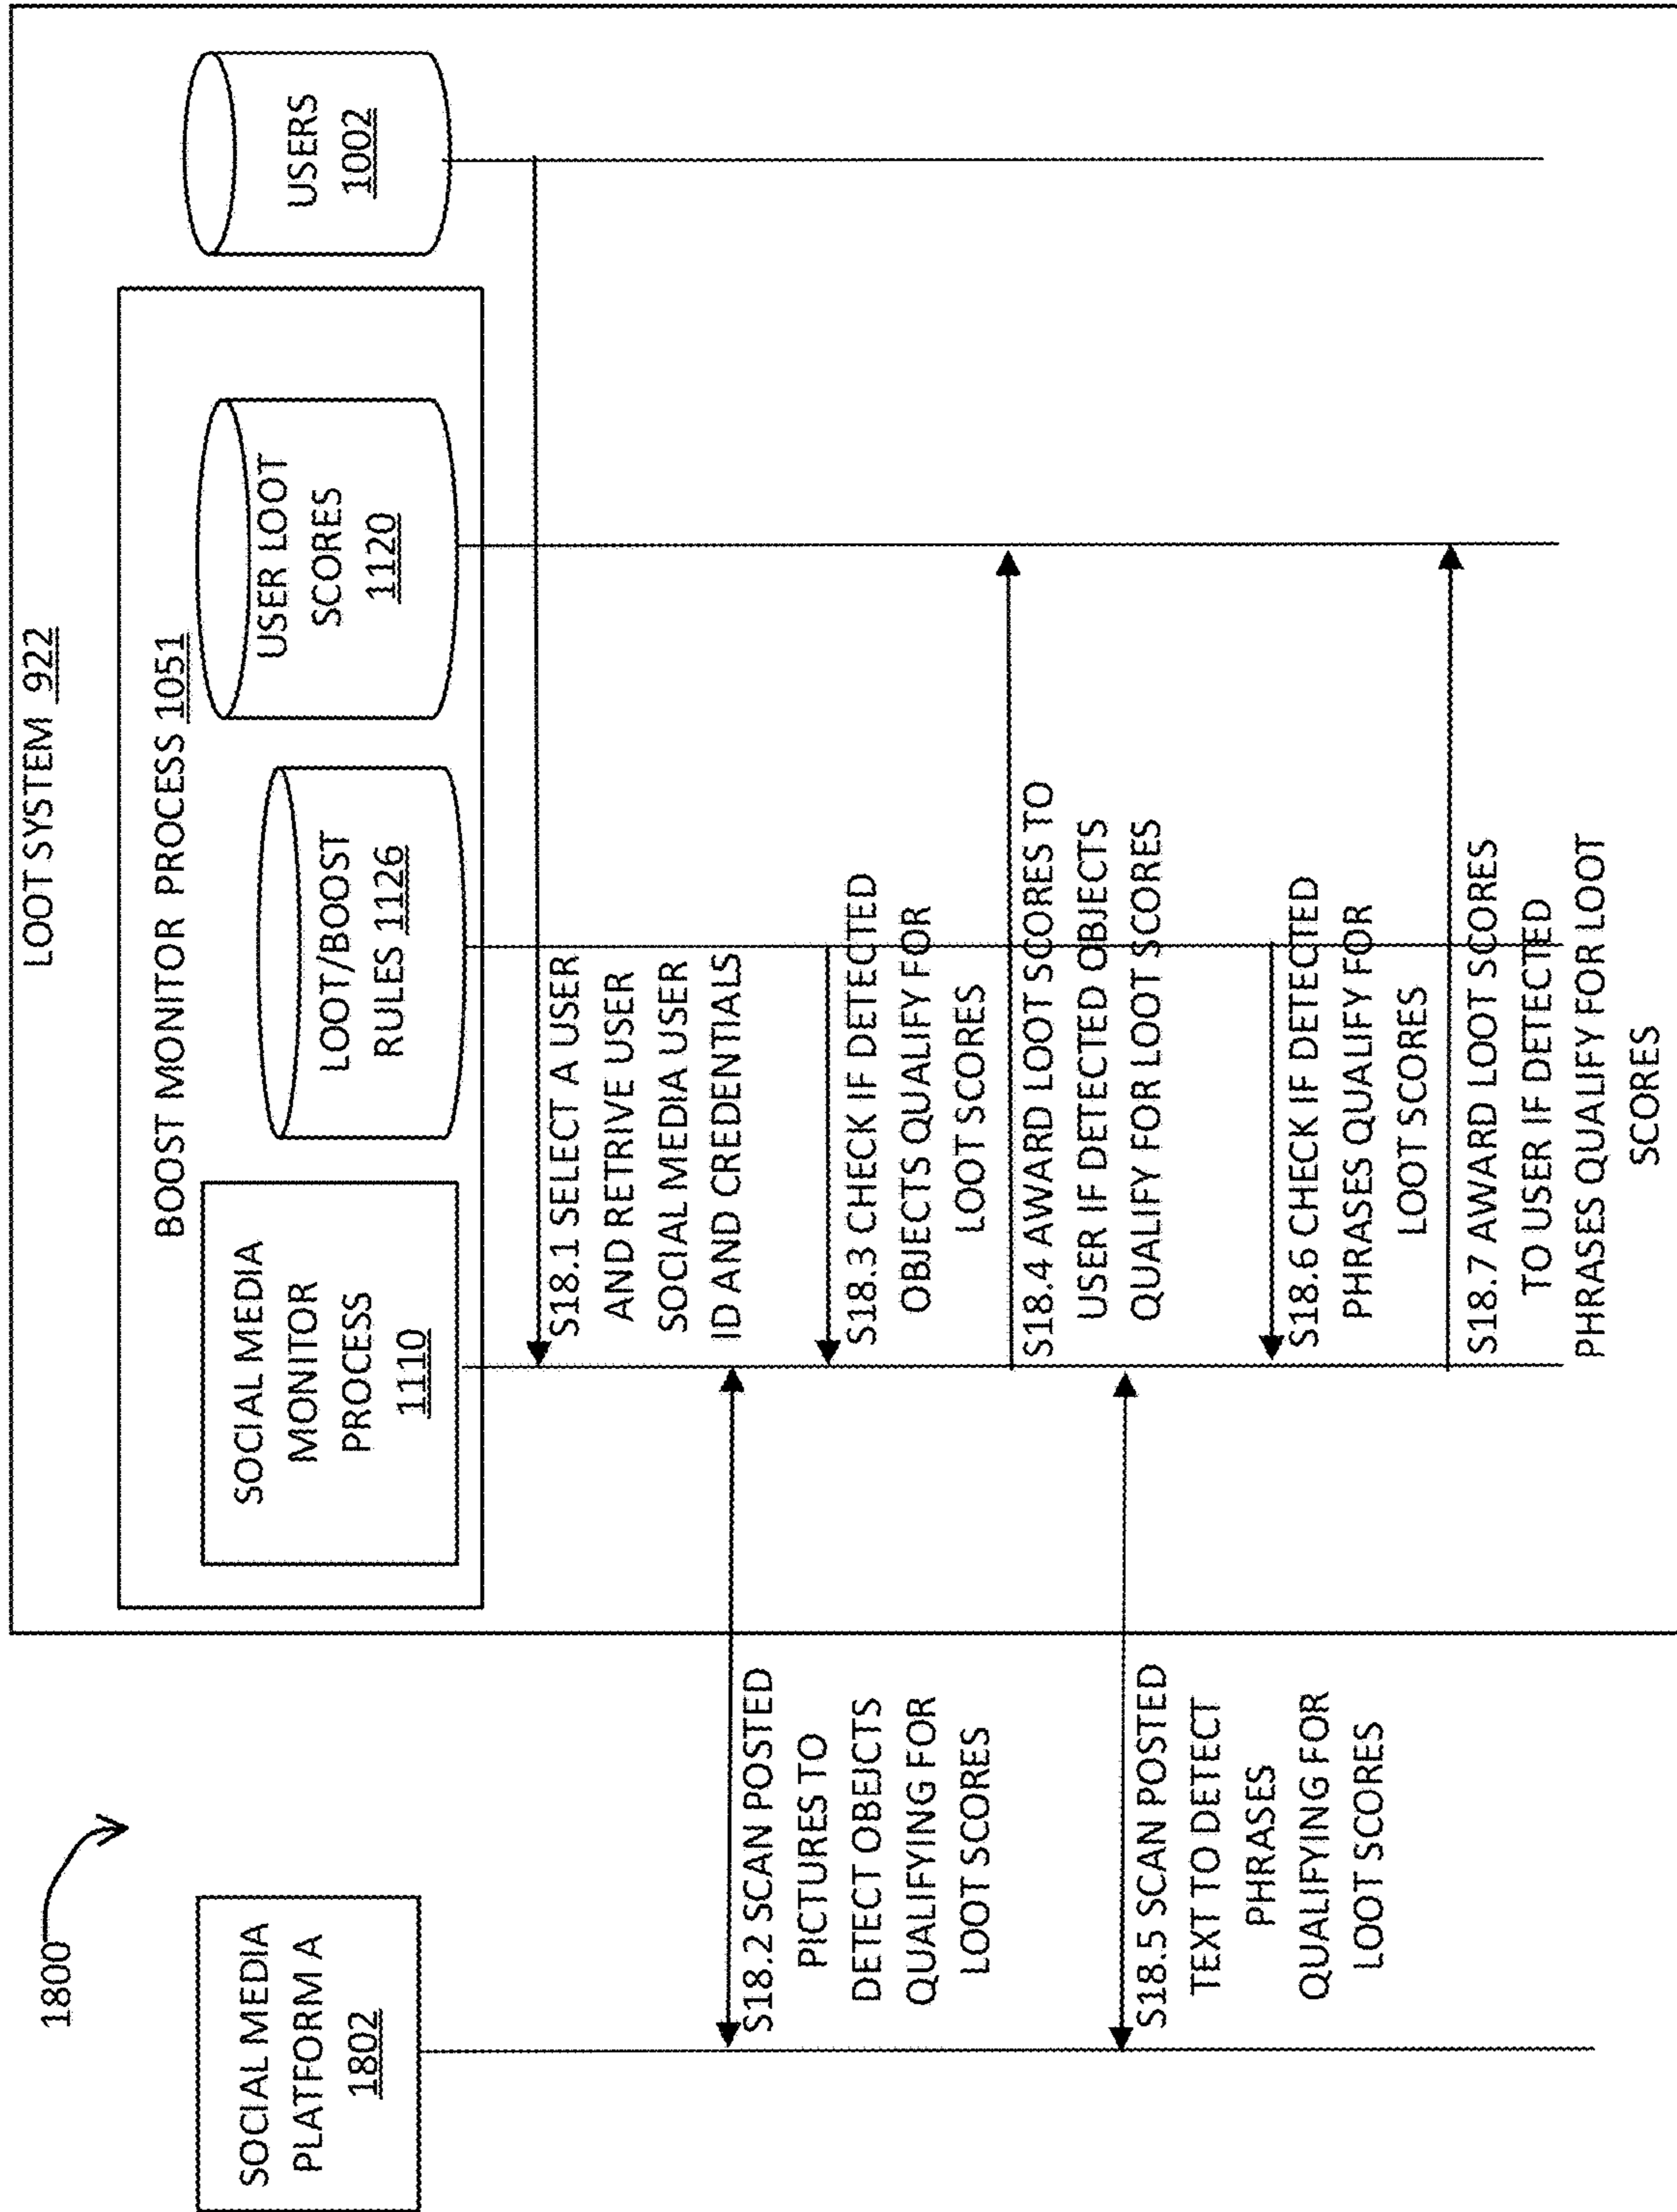 1800
SOCIAL MEDIA
PLATFORM A
1802
LOOT SYSTEM 922
BOOST MONITOR PROCESS 1051
SOCIAL MEDIA
MONITOR
PROCESS
1110
LOOT/BOOST
RULES 1126
USER LOOT
SCORES
1120
USERS
1002
S18.1 SELECT A USER
AND RETRIVE USER
SOCIAL MEDIA USER
ID AND CREDENTIALS
S18.2 SCAN POSTED
PICTURES TO
DETECT OBEJCTS
QUALIFYING FOR
LOOT SCORES
S18.3 CHECK IF DETECTED
OBJECTS QUALIFY FOR
LOOT SCORES
S18.4 AWARD LOOT SCORES TO
USER IF DETECTED OBJECTS
QUALIFY FOR LOOT SCORES
S18.5 SCAN POSTED
TEXT TO DETECT
PHRASES
QUALIFYING FOR
LOOT SCORES
S18.6 CHECK IF DETECTED
PHRASES QUALIFY FOR
LOOT SCORES
S18.7 AWARD LOOT SCORES
TO USER IF DETECTED
PHRASES QUALIFY FOR LOOT
SCORES